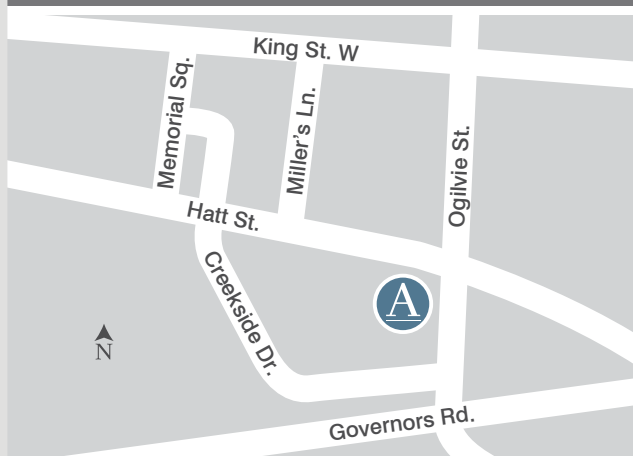 King St. W
Memorial Sq.
Miller's Ln.
Ogilvie St.
Hatt St.
Creekside Dr.
A
N
Governors Rd.